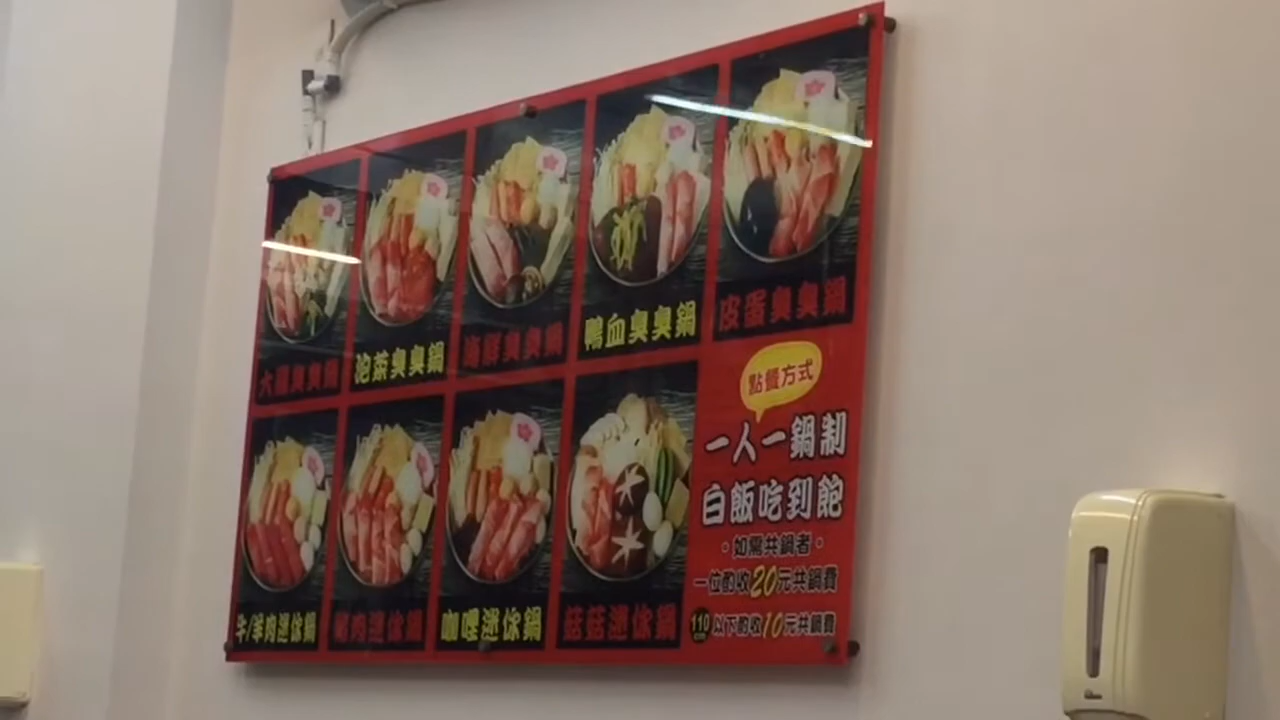 大腸臭臭鍋
泡菜臭臭鍋
海鮮臭臭鍋
鴨血臭臭鍋
皮蛋臭臭鍋
牛/羊肉迷你鍋
肉迷你鍋
咖哩迷你鍋
菇菇迷你鍋
點餐方式
一人一鍋制
白飯吃到飽
·如需共鍋者·
一位酌收20元共鍋費
110cm以下酌收10元共鍋費